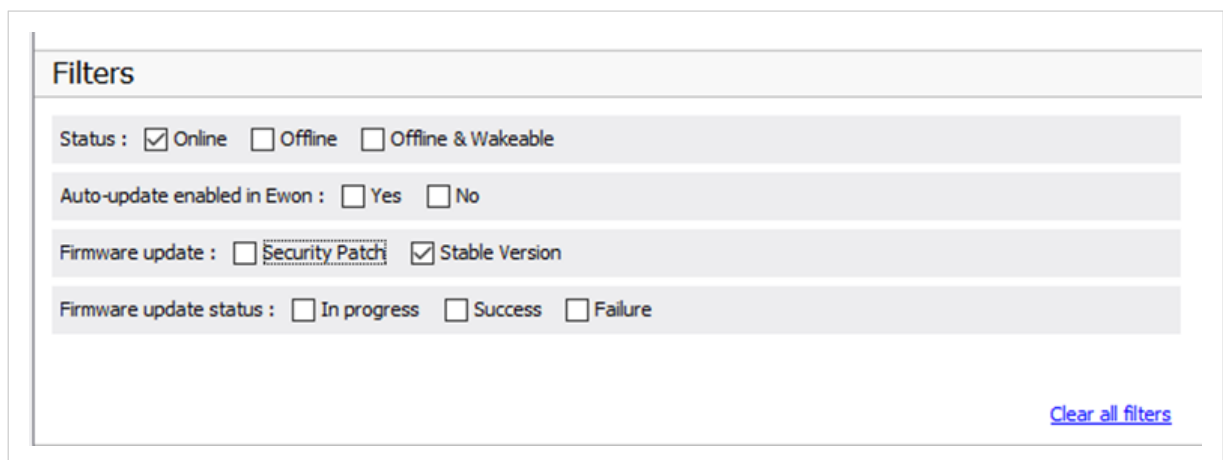 Filters
Status : Online Offline Offline & Wakeable
Auto-update enabled in Ewon : Yes No
Firmware update : Security Patch Stable Version
Firmware update status : In progress Success Failure
Clear all filters